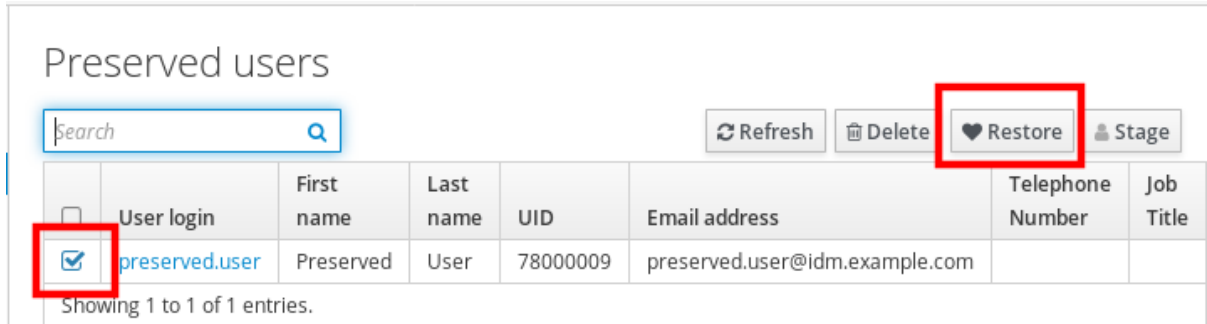 Preserved users
Search
Refresh Delete Restore Stage
User login First name Last name UID Email address Telephone Number Job Title
preserved.user Preserved User 78000009 preserved.user@idm.example.com
Showing 1 to 1 of 1 entries.